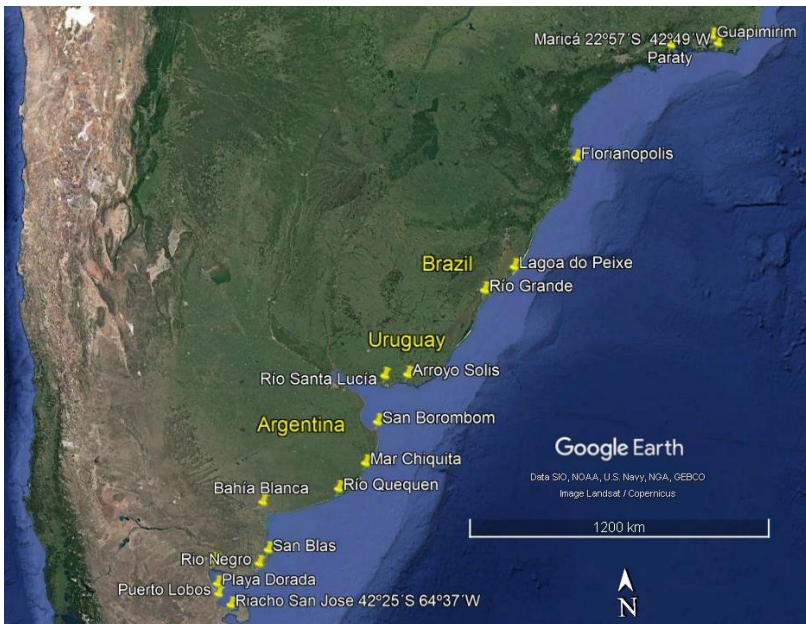 Guapimirim
Maricá 22º57´S 42º49´W
Paraty
Florianopolis
Brazil
Lagoa do Peixe
Río Grande
Uruguay
Río Santa Lucía
Arroyo Solis
Argentina
San Borombom
Mar Chiquita
Río Quequen
Bahía Blanca
Google Earth
Data SIO, NOAA, U.S. Navy, NGA, GEBCO
Image Landsat / Copernicus
1200 km
San Blas
Rio Negro
Playa Dorada
Puerto Lobos
Riacho San Jose 42º25´S 64º37´W
N